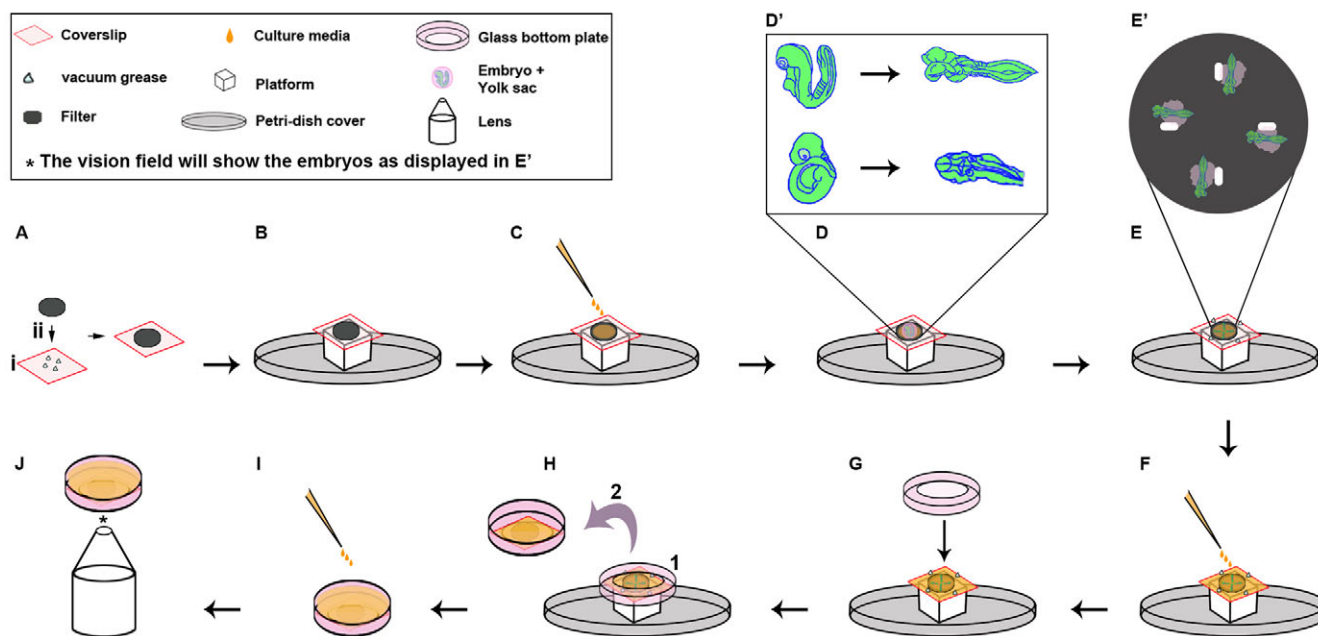 Coverslip
Culture media
Glass bottom plate
vacuum grease
Platform
Embryo +
Yolk sac
Filter
Petri-dish cover
Lens
* The vision field will show the embryos as displayed in E’
D’
E’
A
B
C
D
E
ii
i
J
I
H
G
F
2
1
*